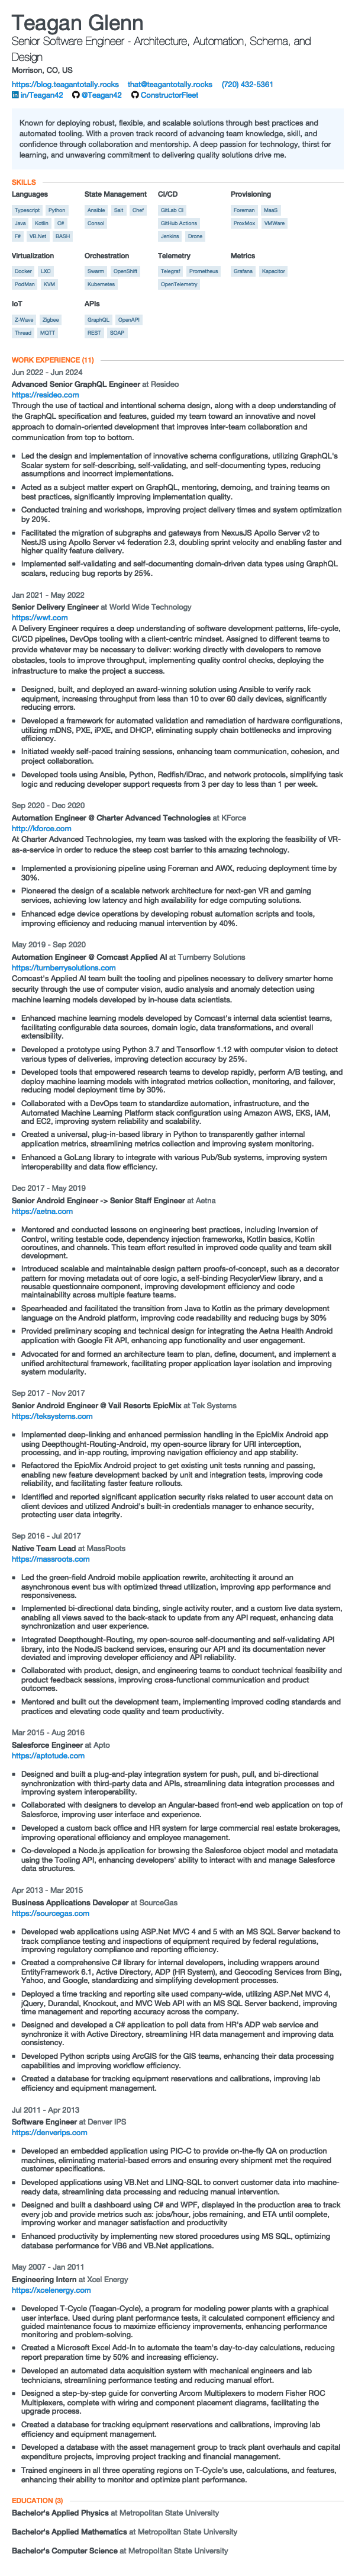 Teagan Glenn
Senior Software Engineer - Architecture, Automation, Schema, and
Design
Morrison, CO, US
https://blog.teagantotally.rocks that@teagantotally.rocks (720) 432-5361
in/Teagan42 @Teagan42 ConstructorFleet
Known for deploying robust, flexible, and scalable solutions through best practices and
automated tooling. With a proven track record of advancing team knowledge, skill, and
confidence through collaboration and mentorship. A deep passion for technology, thirst for
learning, and unwavering commitment to delivering quality solutions drive me.
SKILLS
Languages State Management CI/CD Provisioning
Typescript Python Ansible Salt Chef GitLab CI Foreman MaaS
Java Kotlin C# Consol GitHub Actions ProxMox VMWare
F# VB.Net BASH Jenkins Drone
Virtualization Orchestration Telemetry Metrics
Docker LXC Swarm OpenShift Telegraf Prometheus Grafana Kapacitor
PodMan KVM Kubernetes OpenTelemetry
IoT APIs
Z-Wave Zigbee GraphQL OpenAPI
Thread MQTT REST SOAP
WORK EXPERIENCE (11)
Jun 2022 - Jun 2024
Advanced Senior GraphQL Engineer at Resideo
https://resideo.com
Through the use of tactical and intentional schema design, along with a deep understanding of
the GraphQL specification and features, guided my team toward an innovative and novel
approach to domain-oriented development that improves inter-team collaboration and
communication from top to bottom.
Led the design and implementation of innovative schema configurations, utilizing GraphQL's
Scalar system for self-describing, self-validating, and self-documenting types, reducing
assumptions and incorrect implementations.
Acted as a subject matter expert on GraphQL, mentoring, demoing, and training teams on
best practices, significantly improving implementation quality.
Conducted training and workshops, improving project delivery times and system optimization
by 20%.
Facilitated the migration of subgraphs and gateways from NexusJS Apollo Server v2 to
NestJS using Apollo Server v4 federation 2.3, doubling sprint velocity and enabling faster and
higher quality feature delivery.
Implemented self-validating and self-documenting domain-driven data types using GraphQL
scalars, reducing bug reports by 25%.
Jan 2021 - May 2022
Senior Delivery Engineer at World Wide Technology
https://wwt.com
A Delivery Engineer requires a deep understanding of software development patterns, life-cycle,
CI/CD pipelines, DevOps tooling with a client-centric mindset. Assigned to different teams to
provide whatever may be necessary to deliver: working directly with developers to remove
obstacles, tools to improve throughput, implementing quality control checks, deploying the
infrastructure to make the project a success.
Designed, built, and deployed an award-winning solution using Ansible to verify rack
equipment, increasing throughput from less than 10 to over 60 daily devices, significantly
reducing errors.
Developed a framework for automated validation and remediation of hardware configurations,
utilizing mDNS, PXE, iPXE, and DHCP, eliminating supply chain bottlenecks and improving
efficiency.
Initiated weekly self-paced training sessions, enhancing team communication, cohesion, and
project collaboration.
Developed tools using Ansible, Python, Redfish/iDrac, and network protocols, simplifying task
logic and reducing developer support requests from 3 per day to less than 1 per week.
Sep 2020 - Dec 2020
Automation Engineer @ Charter Advanced Technologies at KForce
http://kforce.com
At Charter Advanced Technologies, my team was tasked with the exploring the feasibility of VR-
as-a-service in order to reduce the steep cost barrier to this amazing technology.
Implemented a provisioning pipeline using Foreman and AWX, reducing deployment time by
30%.
Pioneered the design of a scalable network architecture for next-gen VR and gaming
services, achieving low latency and high availability for edge computing solutions.
Enhanced edge device operations by developing robust automation scripts and tools,
improving efficiency and reducing manual intervention by 40%.
May 2019 - Sep 2020
Automation Engineer @ Comcast Applied AI at Turnberry Solutions
https://turnberrysolutions.com
Comcast's Applied AI team built the tooling and pipelines necessary to delivery smarter home
security through the use of computer vision, audio analysis and anomaly detection using
machine learning models developed by in-house data scientists.
Enhanced machine learning models developed by Comcast's internal data scientist teams,
facilitating configurable data sources, domain logic, data transformations, and overall
extensibility.
Developed a prototype using Python 3.7 and Tensorflow 1.12 with computer vision to detect
various types of deliveries, improving detection accuracy by 25%.
Developed tools that empowered research teams to develop rapidly, perform A/B testing, and
deploy machine learning models with integrated metrics collection, monitoring, and failover,
reducing model deployment time by 30%.
Collaborated with a DevOps team to standardize automation, infrastructure, and the
Automated Machine Learning Platform stack configuration using Amazon AWS, EKS, IAM,
and EC2, improving system reliability and scalability.
Created a universal, plug-in-based library in Python to transparently gather internal
application metrics, streamlining metrics collection and improving system monitoring.
Enhanced a GoLang library to integrate with various Pub/Sub systems, improving system
interoperability and data flow efficiency.
Dec 2017 - May 2019
Senior Android Engineer -> Senior Staff Engineer at Aetna
https://aetna.com
Mentored and conducted lessons on engineering best practices, including Inversion of
Control, writing testable code, dependency injection frameworks, Kotlin basics, Kotlin
coroutines, and channels. This team effort resulted in improved code quality and team skill
development.
Introduced scalable and maintainable design pattern proofs-of-concept, such as a decorator
pattern for moving metadata out of core logic, a self-binding RecyclerView library, and a
reusable questionnaire component, improving development efficiency and code
maintainability across multiple feature teams.
Spearheaded and facilitated the transition from Java to Kotlin as the primary development
language on the Android platform, improving code readability and reducing bugs by 30%
Provided preliminary scoping and technical design for integrating the Aetna Health Android
application with Google Fit API, enhancing app functionality and user engagement.
Advocated for and formed an architecture team to plan, define, document, and implement a
unified architectural framework, facilitating proper application layer isolation and improving
system modularity.
Sep 2017 - Nov 2017
Senior Android Engineer @ Vail Resorts EpicMix at Tek Systems
https://teksystems.com
Implemented deep-linking and enhanced permission handling in the EpicMix Android app
using Deepthought-Routing-Android, my open-source library for URI interception,
processing, and in-app routing, improving app navigation efficiency and app stability.
Refactored the EpicMix Android project to get existing unit tests running and passing,
enabling new feature development backed by unit and integration tests, improving code
reliability, and facilitating faster feature rollouts.
Identified and reported significant application security risks related to user account data on
client devices and utilized Android's built-in credentials manager to enhance security,
protecting user data integrity.
Sep 2016 - Jul 2017
Native Team Lead at MassRoots
https://massroots.com
Led the green-field Android mobile application rewrite, architecting it around an
asynchronous event bus with optimized thread utilization, improving app performance and
responsiveness.
Implemented bi-directional data binding, single activity router, and a custom live data system,
enabling all views saved to the back-stack to update from any API request, enhancing data
synchronization and user experience.
Integrated Deepthought-Routing, my open-source self-documenting and self-validating API
library, into the NodeJS backend services, ensuring our API and its documentation never
deviated and improving developer efficiency and API reliability.
Collaborated with product, design, and engineering teams to conduct technical feasibility and
product feedback sessions, improving cross-functional communication and product
outcomes.
Mentored and built out the development team, implementing improved coding standards and
practices and elevating code quality and team productivity.
Mar 2015 - Aug 2016
Salesforce Engineer at Apto
https://aptotude.com
Designed and built a plug-and-play integration system for push, pull, and bi-directional
synchronization with third-party data and APIs, streamlining data integration processes and
improving system interoperability.
Collaborated with designers to develop an Angular-based front-end web application on top of
Salesforce, improving user interface and experience.
Developed a custom back office and HR system for large commercial real estate brokerages,
improving operational efficiency and employee management.
Co-developed a Node.js application for browsing the Salesforce object model and metadata
using the Tooling API, enhancing developers' ability to interact with and manage Salesforce
data structures.
Apr 2013 - Mar 2015
Business Applications Developer at SourceGas
https://sourcegas.com
Developed web applications using ASP.Net MVC 4 and 5 with an MS SQL Server backend to
track compliance testing and inspections of equipment required by federal regulations,
improving regulatory compliance and reporting efficiency.
Created a comprehensive C# library for internal developers, including wrappers around
EntityFramework 6.1, Active Directory, ADP (HR System), and Geocoding Services from Bing,
Yahoo, and Google, standardizing and simplifying development processes.
Deployed a time tracking and reporting site used company-wide, utilizing ASP.Net MVC 4,
jQuery, Durandal, Knockout, and MVC Web API with an MS SQL Server backend, improving
time management and reporting accuracy across the company.
Designed and developed a C# application to poll data from HR's ADP web service and
synchronize it with Active Directory, streamlining HR data management and improving data
consistency.
Developed Python scripts using ArcGIS for the GIS teams, enhancing their data processing
capabilities and improving workflow efficiency.
Created a database for tracking equipment reservations and calibrations, improving lab
efficiency and equipment management.
Jul 2011 - Apr 2013
Software Engineer at Denver IPS
https://denverips.com
Developed an embedded application using PIC-C to provide on-the-fly QA on production
machines, eliminating material-based errors and ensuring every shipment met the required
customer specifications.
Developed applications using VB.Net and LINQ-SQL to convert customer data into machine-
ready data, streamlining data processing and reducing manual intervention.
Designed and built a dashboard using C# and WPF, displayed in the production area to track
every job and provide metrics such as: jobs/hour, jobs remaining, and ETA until complete,
improving worker and manager satisfaction and productivity
Enhanced productivity by implementing new stored procedures using MS SQL, optimizing
database performance for VB6 and VB.Net applications.
May 2007 - Jan 2011
Engineering Intern at Xcel Energy
https://xcelenergy.com
Developed T-Cycle (Teagan-Cycle), a program for modeling power plants with a graphical
user interface. Used during plant performance tests, it calculated component efficiency and
guided maintenance focus to maximize efficiency improvements, enhancing performance
monitoring and problem-solving.
Created a Microsoft Excel Add-In to automate the team's day-to-day calculations, reducing
report preparation time by 50% and increasing efficiency.
Developed an automated data acquisition system with mechanical engineers and lab
technicians, streamlining performance testing and reducing manual effort.
Designed a step-by-step guide for converting Arcom Multiplexers to modern Fisher ROC
Multiplexers, complete with wiring and component placement diagrams, facilitating the
upgrade process.
Created a database for tracking equipment reservations and calibrations, improving lab
efficiency and equipment management.
Developed a database with the asset management group to track plant overhauls and capital
expenditure projects, improving project tracking and financial management.
Trained engineers in all three operating regions on T-Cycle's use, calculations, and features,
enhancing their ability to monitor and optimize plant performance.
EDUCATION (3)
Bachelor's Applied Physics at Metropolitan State University
Bachelor's Applied Mathematics at Metropolitan State University
Bachelor's Computer Science at Metropolitan State University